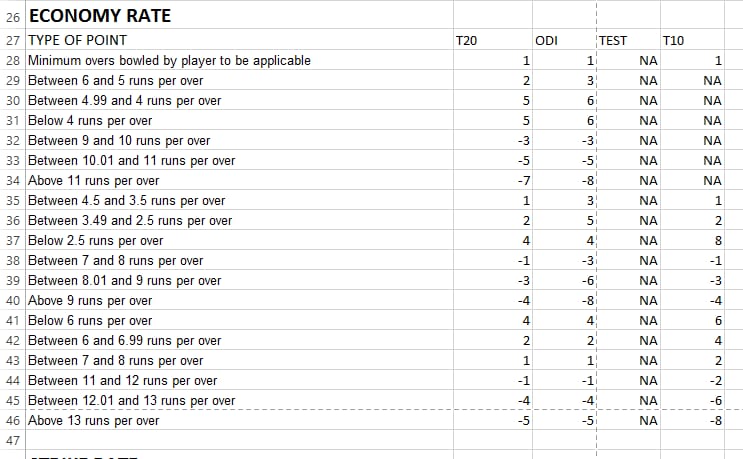 26 ECONOMY RATE
27 TYPE OF POINT T20 ODI TEST T10
28 Minimum overs bowled by player to be applicable 1 1 NA 1
29 Between 6 and 5 runs per over 2 3 NA NA
30 Between 4.99 and 4 runs per over 5 6 NA NA
31 Below 4 runs per over 5 6 NA NA
32 Between 9 and 10 runs per over -3 -3 NA NA
33 Between 10.01 and 11 runs per over -5 -5 NA NA
34 Above 11 runs per over -7 -8 NA NA
35 Between 4.5 and 3.5 runs per over 1 3 NA 1
36 Between 3.49 and 2.5 runs per over 2 5 NA 2
37 Below 2.5 runs per over 4 4 NA 8
38 Between 7 and 8 runs per over -1 -3 NA -1
39 Between 8.01 and 9 runs per over -3 -6 NA -3
40 Above 9 runs per over -4 -8 NA -4
41 Below 6 runs per over 4 4 NA 6
42 Between 6 and 6.99 runs per over 2 2 NA 4
43 Between 7 and 8 runs per over 1 1 NA 2
44 Between 11 and 12 runs per over -1 -1 NA -2
45 Between 12.01 and 13 runs per over -4 -4 NA -6
46 Above 13 runs per over -5 -5 NA -8
47